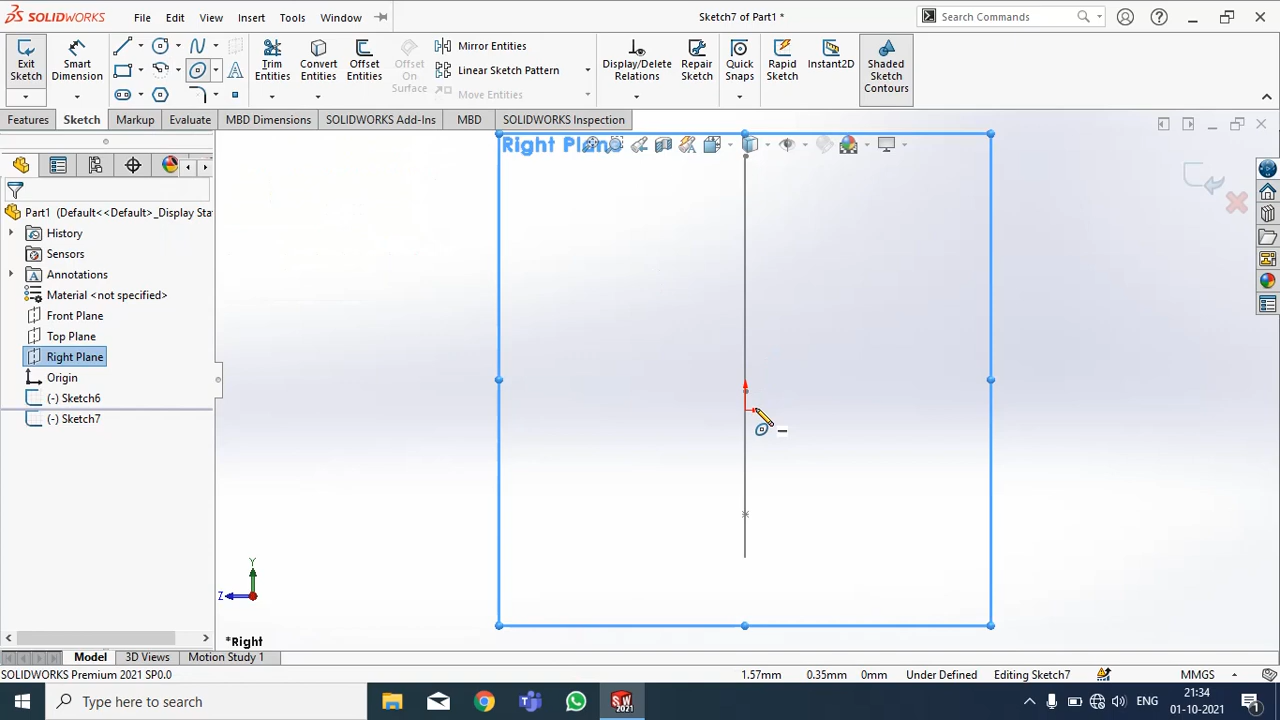 SOLIDWORKS File Edit View Insert Tools Window Sketch7 of Part1 * Search Commands
Exit Sketch Smart Dimension Trim Entities Convert Entities Offset Entities Offset On Surface Mirror Entities Linear Sketch Pattern Move Entities Display/Delete Relations Repair Sketch Quick Snaps Rapid Sketch Instant2D Shaded Sketch Contours
Features Sketch Markup Evaluate MBD Dimensions SOLIDWORKS Add-Ins MBD SOLIDWORKS Inspection
Right Plane
Part1 (Default<<Default>_Display Sta
History
Sensors
Annotations
Material <not specified>
Front Plane
Top Plane
Right Plane
Origin
(-) Sketch6
(-) Sketch7
Y
Z
*Right
Model 3D Views Motion Study 1
SOLIDWORKS Premium 2021 SP0.0 1.57mm 0.35mm 0mm Under Defined Editing Sketch7 MMGS
Type here to search ENG 21:34 01-10-2021